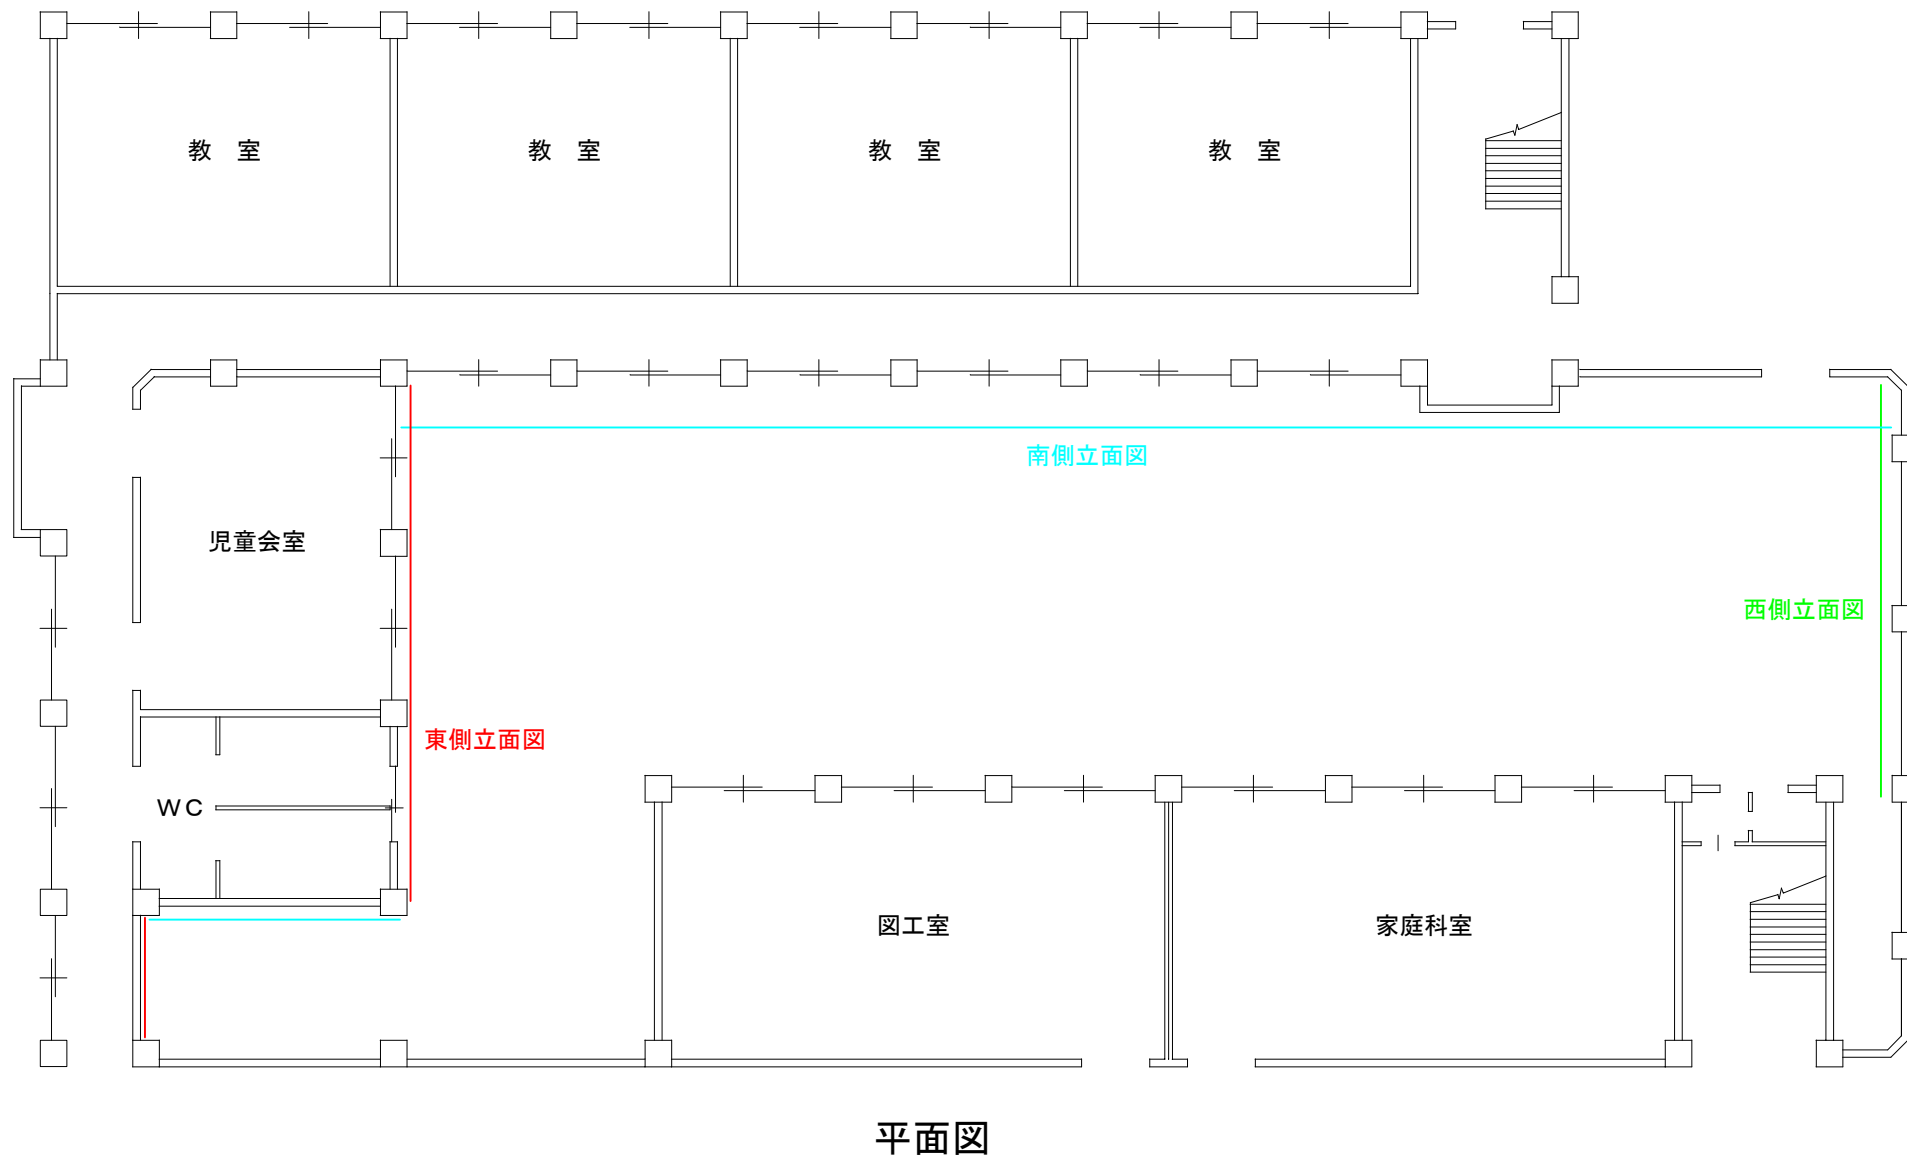 教　室
教　室
教　室
教　室
南側立面図
児童会室
西側立面図
東側立面図
ＷＣ
図工室
家庭科室
平面図